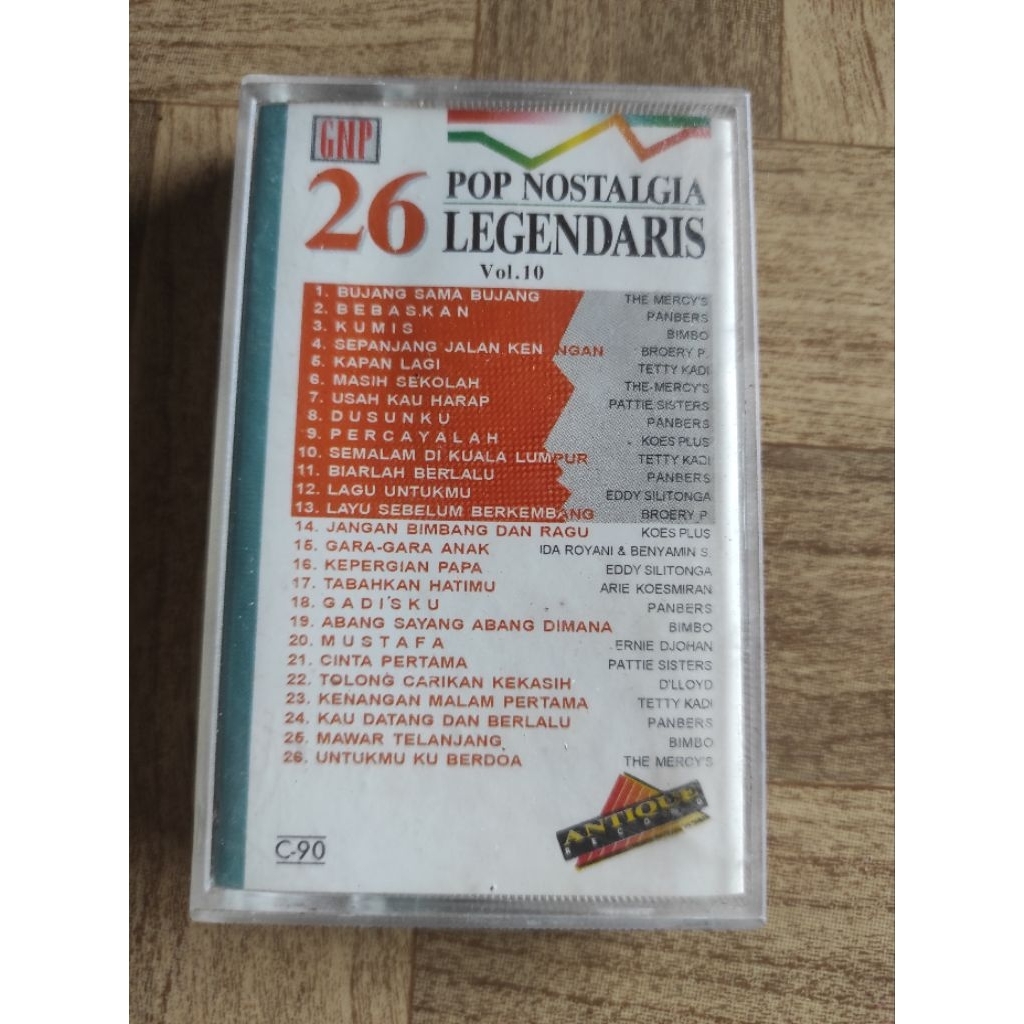 GNP
26 POP NOSTALGIA
LEGENDARIS
Vol.10
1. BUJANG SAMA BUJANG THE MERCY'S
2. BEBASKAN PANBERS
3. KUMIS BIMBO
4. SEPANJANG JALAN KENANGAN BROERY P.
5. KAPAN LAGI TETTY KADI
6. MASIH SEKOLAH THE MERCY'S
7. USAH KAU HARAP PATTIE SISTERS
8. DUSUNKU PANBERS
9. PERCAYALAH KOES PLUS
10. SEMALAM DI KUALA LUMPUR TETTY KADI
11. BIARLAH BERLALU PANBERS
12. LAGU UNTUKMU EDDY SILITONGA
13. LAYU SEBELUM BERKEMBANG BROERY P.
14. JANGAN BIMBANG DAN RAGU KOES PLUS
15. GARA-GARA ANAK IDA ROYANI & BENYAMIN S.
16. KEPERGIAN PAPA EDDY SILITONGA
17. TABAHKAN HATIMU ARIE KOESMIRAN
18. GADISKU PANBERS
19. ABANG SAYANG ABANG DIMANA BIMBO
20. MUSTAFA ERNIE DJOHAN
21. CINTA PERTAMA PATTIE SISTERS
22. TOLONG CARIKAN KEKASIH D'LLOYD
23. KENANGAN MALAM PERTAMA TETTY KADI
24. KAU DATANG DAN BERLALU PANBERS
25. MAWAR TELANJANG BIMBO
26. UNTUKMU KU BERDOA THE MERCY'S
ANTIQUE
RECORD
C-90